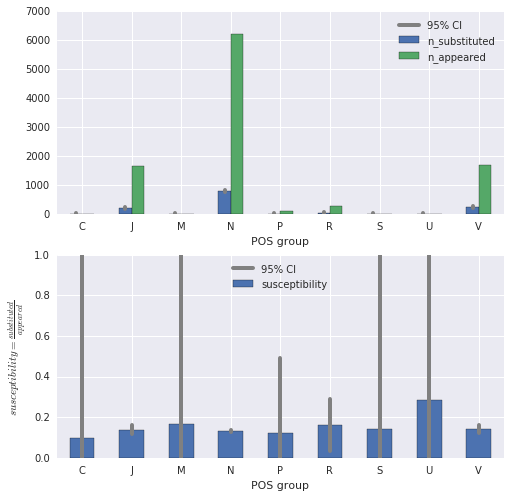 7000
6000
5000
4000
3000
2000
1000
0
95% CI
n_substituted
n_appeared
C J M N P R S U V
POS group
1.0
0.8
0.6
0.4
0.2
0.0
susceptibility = substituted/appeared
95% CI
susceptibility
C J M N P R S U V
POS group